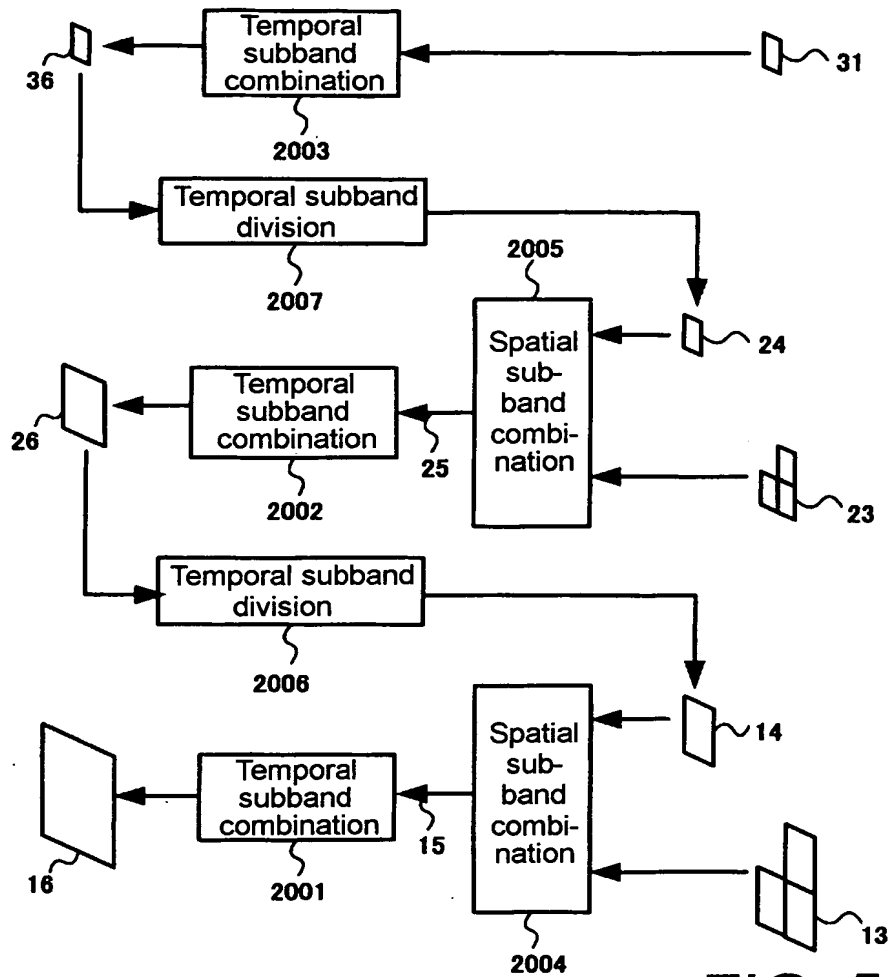 Temporal
subband
combination
36
31
2003
Temporal subband
division
2007
2005
Spatial
sub-
band
combi-
nation
24
Temporal
subband
combination
26
25
2002
23
Temporal subband
division
2006
14
Spatial
sub-
band
combi-
nation
Temporal
subband
combination
15
16
2001
13
2004